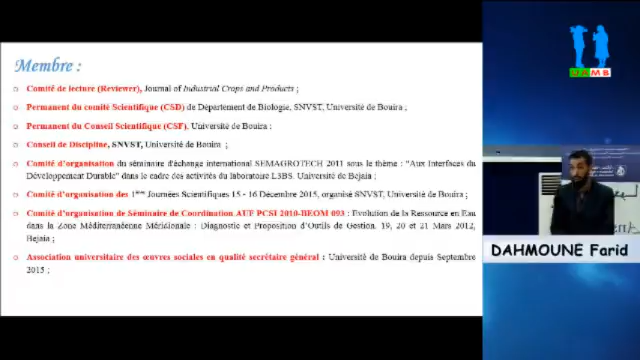 Membre :
o Comité de lecture (Reviewer), Journal of Industrial Crops and Products ;
o Permanent du comité Scientifique (CSD) de Département de Biologie, SNVST, Université de Bouira ;
o Permanent du Conseil Scientifique (CSF), Université de Bouira ;
o Conseil de Discipline, SNVST, Université de Bouira ;
o Comité d'organisation du séminaire d'échange international SEMAGROTECH 2011 sous le thème : "Aux Interfaces du
Développement Durable" dans le cadre des activités du laboratoire L3BS. Université de Bejaia ;
o Comité d'organisation des 1ères Journées Scientifiques 15 - 16 Décembre 2015, organisé SNVST, Université de Bouira ;
o Comité d'organisation de Séminaire de Coordination AUF PCSI 2010-BEOM 093 : Evolution de la Ressource en Eau
dans la Zone Méditerranéenne Méridionale : Diagnostic et Proposition d'Outils de Gestion. 19, 20 et 21 Mars 2012,
Bejaia ;
o Association universitaire des œuvres sociales en qualité secrétaire général : Université de Bouira depuis Septembre
2015 ;
UAMB
DAHMOUNE Farid